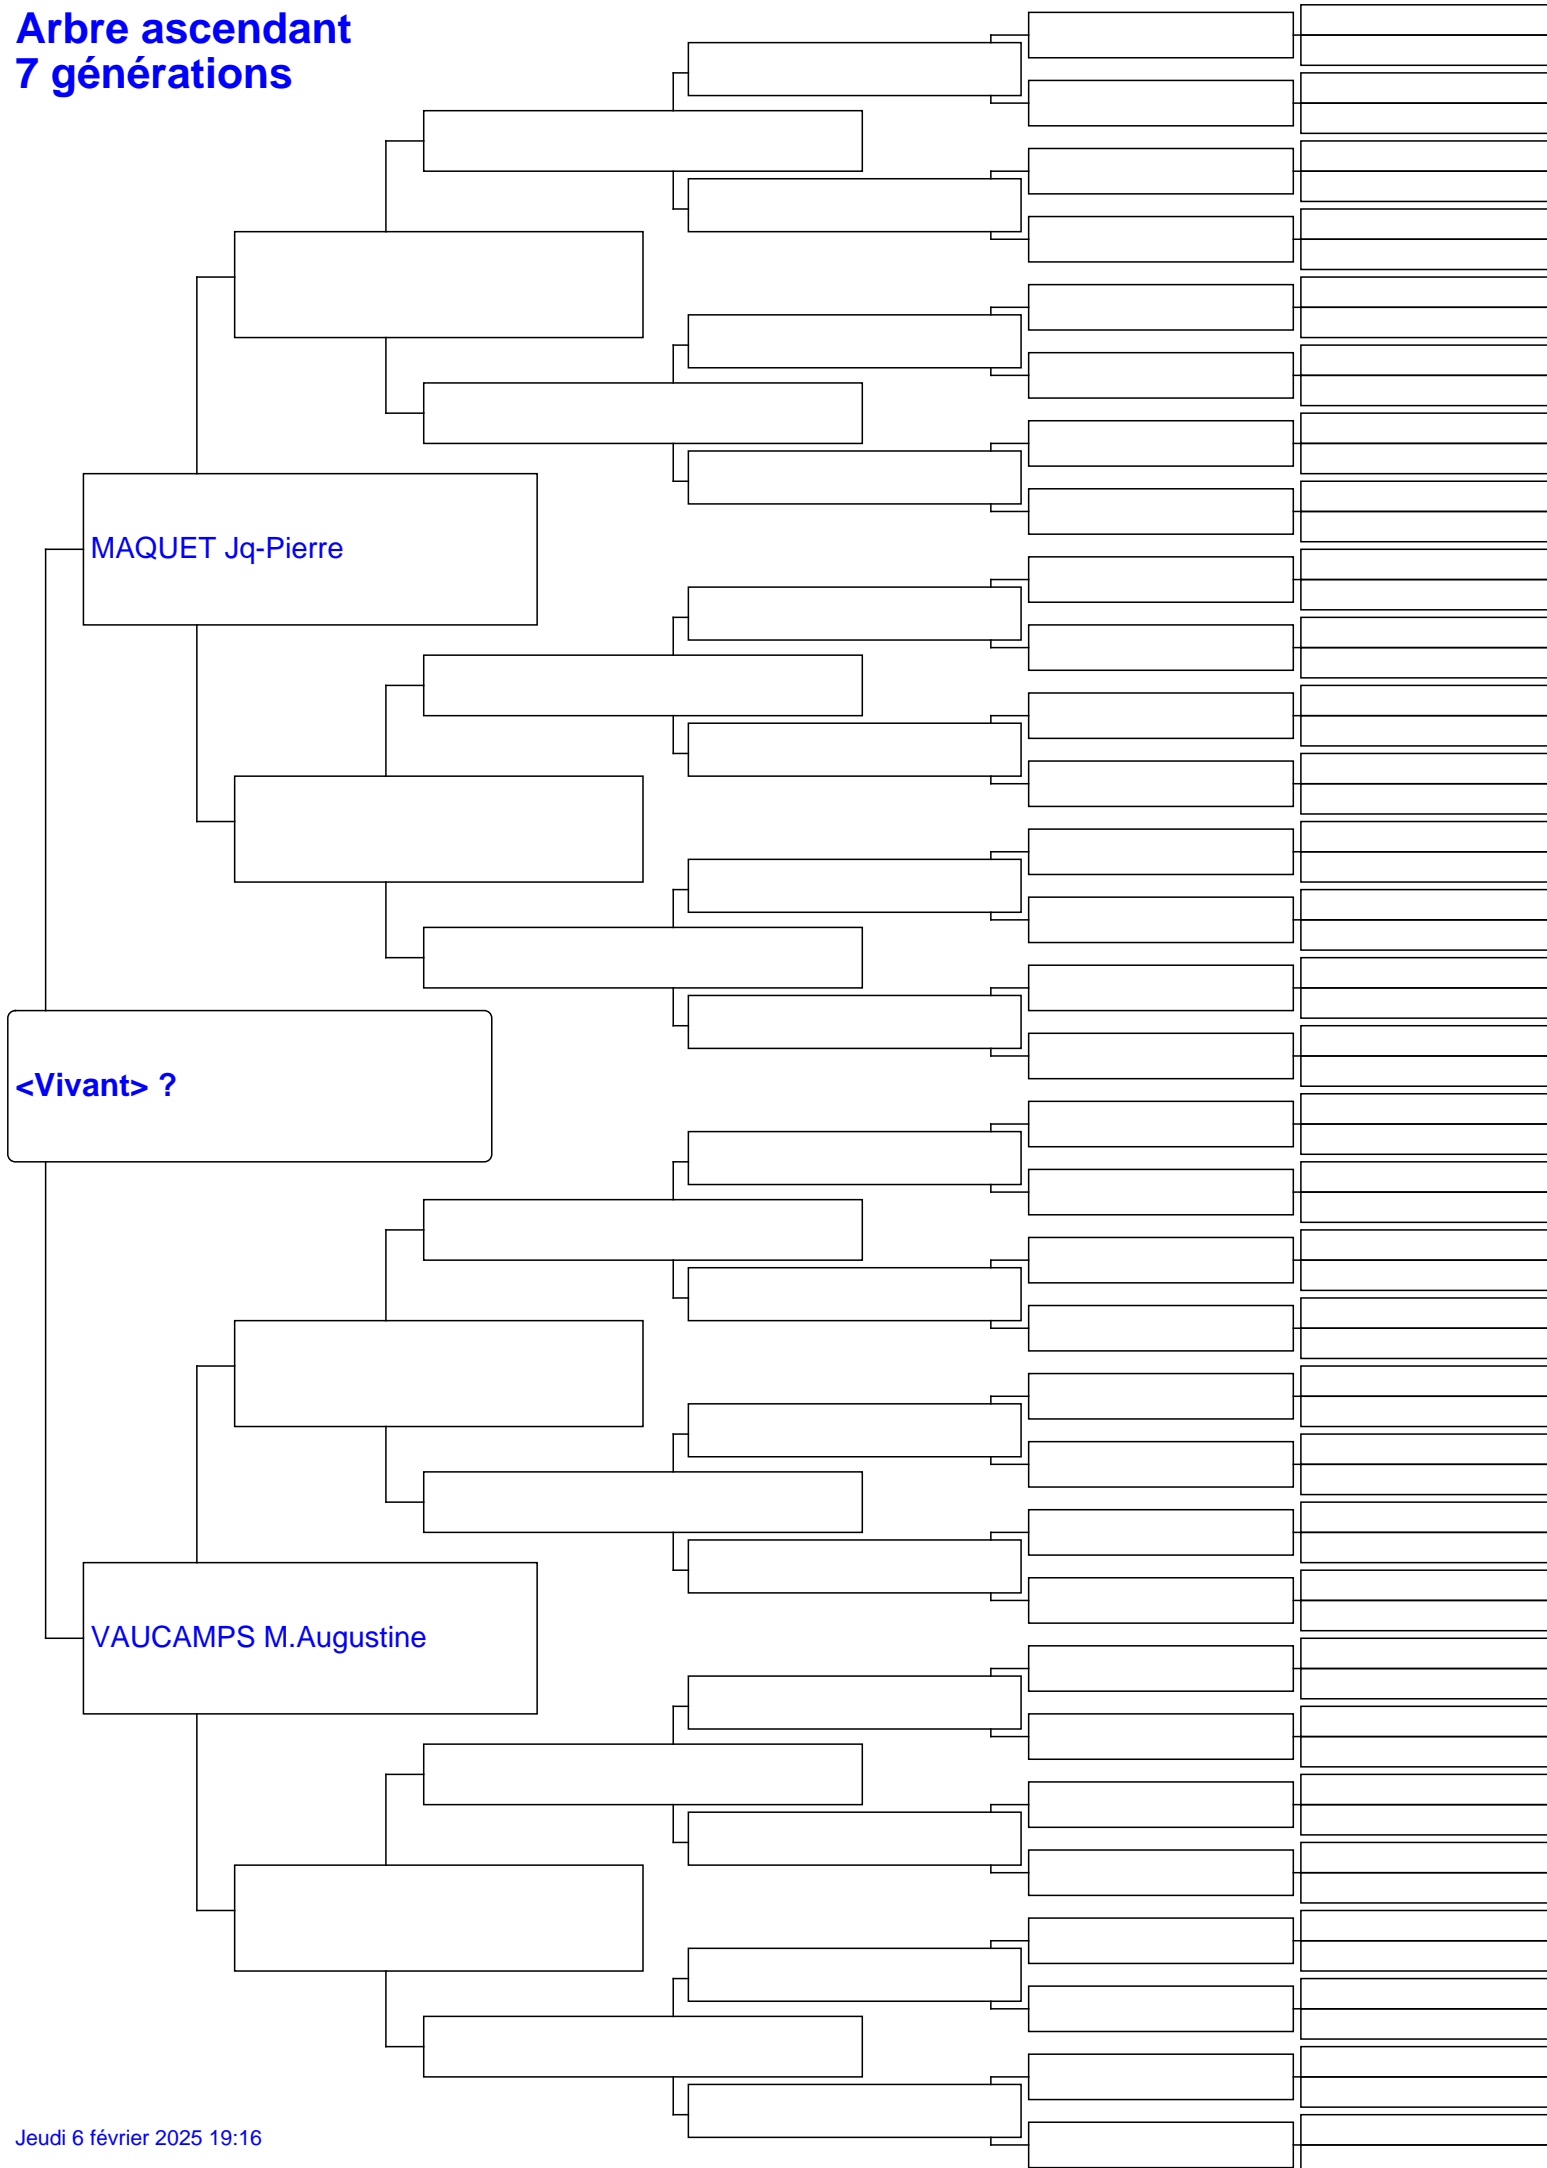 Arbre ascendant
7 générations
MAQUET Jq-Pierre
<Vivant> ?
VAUCAMPS M.Augustine
Jeudi 6 février 2025 19:16